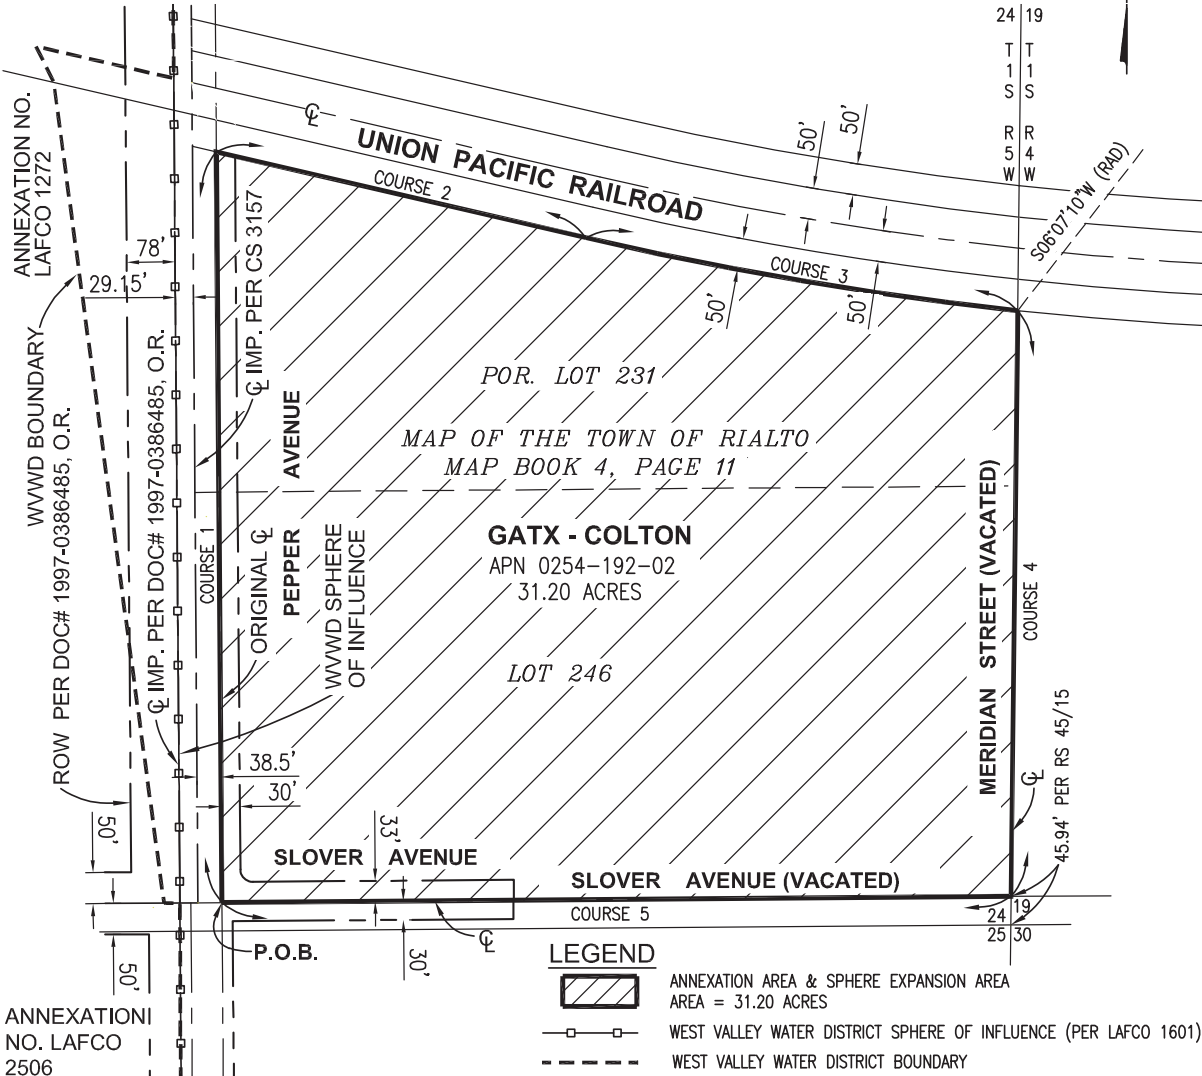 24 19
T1S R5W
T1S R4W
S06°07'10"W (RAD)
50'
50'
℄
UNION PACIFIC RAILROAD
COURSE 2
COURSE 3
50'
50'
ANNEXATION NO.
LAFCO 1272
78'
29.15'
℄ IMP. PER CS 3157
WVWD BOUNDARY
ROW PER DOC# 1997-0386485, O.R.
℄ IMP. PER DOC# 1997-0386485, O.R.
COURSE 1
ORIGINAL ℄
PEPPER AVENUE
WVWD SPHERE
OF INFLUENCE
POR. LOT 231
MAP OF THE TOWN OF RIALTO
MAP BOOK 4, PAGE 11
GATX - COLTON
APN 0254-192-02
31.20 ACRES
LOT 246
MERIDIAN STREET (VACATED)
COURSE 4
℄
45.94' PER RS 45/15
38.5'
30'
33'
50'
SLOVER AVENUE
SLOVER AVENUE (VACATED)
COURSE 5
24 19
25 30
℄
P.O.B.
30'
50'
ANNEXATION
NO. LAFCO
2506
LEGEND
ANNEXATION AREA & SPHERE EXPANSION AREA
AREA = 31.20 ACRES
WEST VALLEY WATER DISTRICT SPHERE OF INFLUENCE (PER LAFCO 1601)
WEST VALLEY WATER DISTRICT BOUNDARY